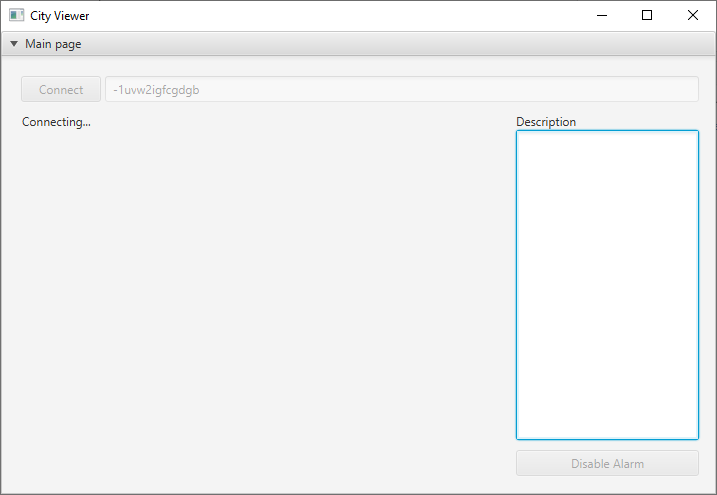 City Viewer
Main page
Connect
-1uvw2igfcgdgb
Connecting...
Description
Disable Alarm